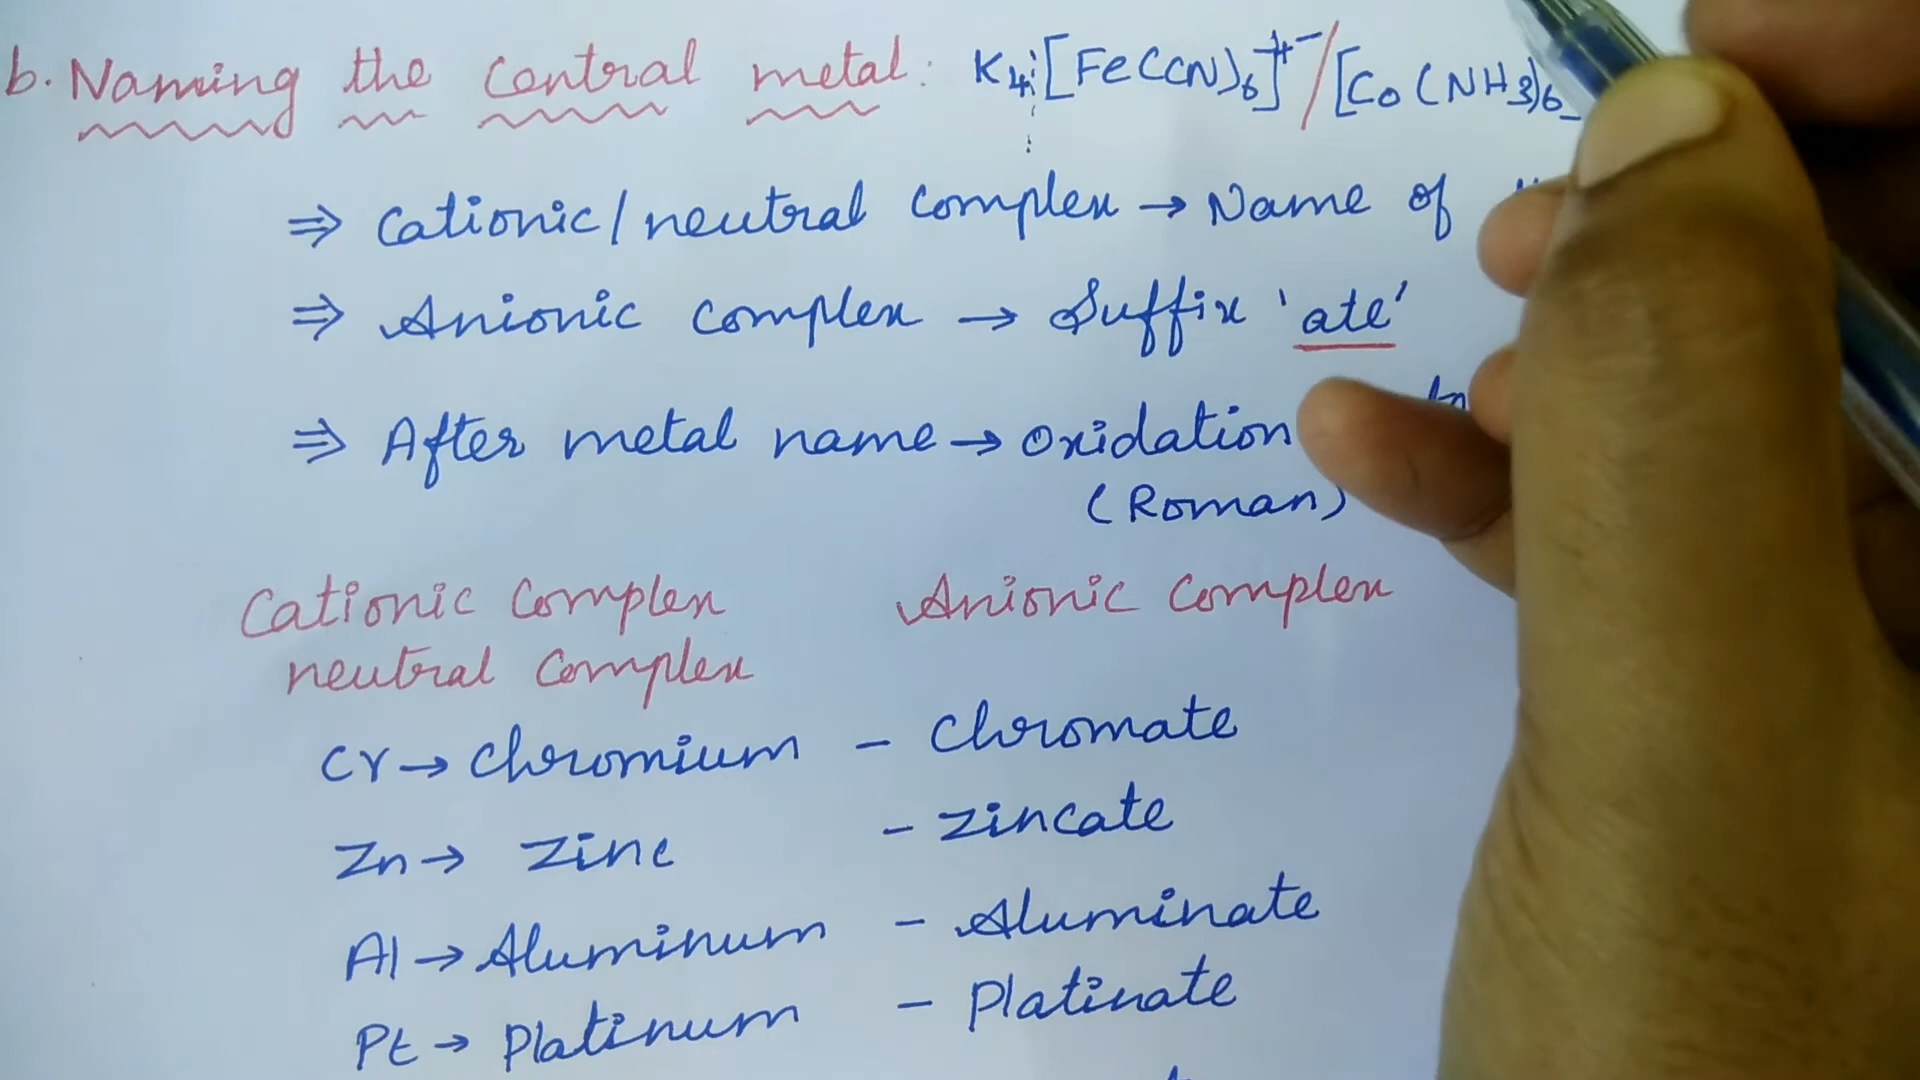 b. Naming the central metal: K4[Fe(CN)6]4-/[Co(NH3)6
⇒ Cationic/neutral complex → Name of
⇒ Anionic complex → Suffix 'ate'
⇒ After metal name → Oxidation
(Roman)
Cationic Complex Anionic Complex
neutral complex
Cr → Chromium - Chromate
Zn → Zinc - Zincate
Al → Aluminum - Aluminate
Pt → Platinum - Platinate